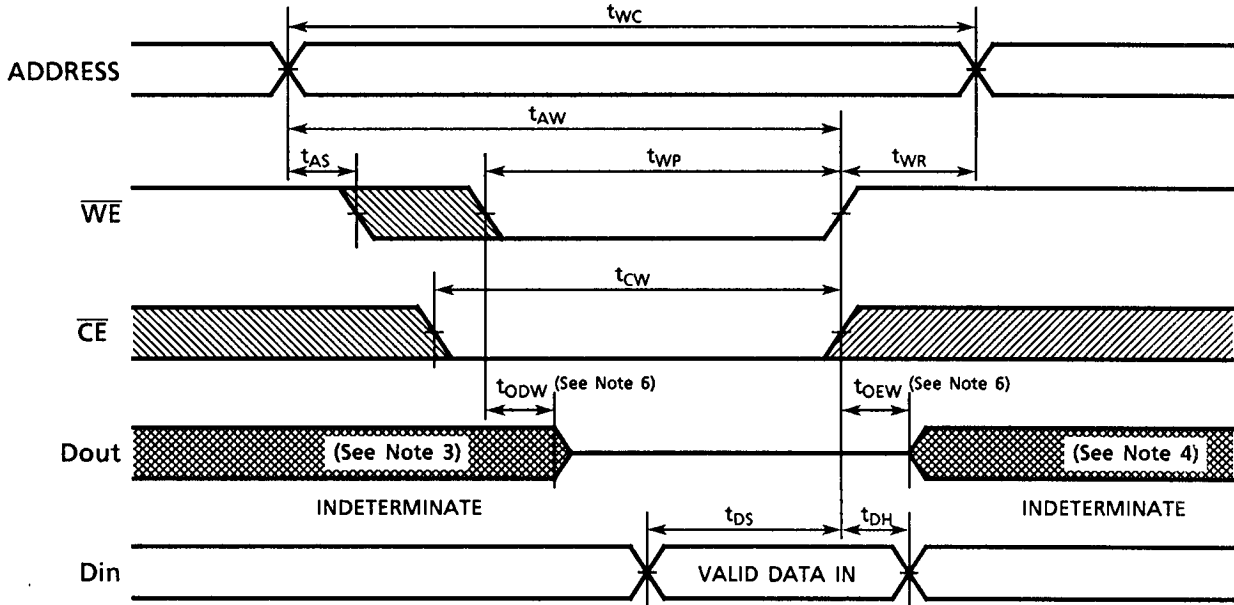 tWC
ADDRESS
tAW
tAS
tWP
tWR
WE
tCW
CE
tODW (See Note 6)
tOEW (See Note 6)
Dout
(See Note 3)
(See Note 4)
INDETERMINATE
INDETERMINATE
tDS
tDH
Din
VALID DATA IN